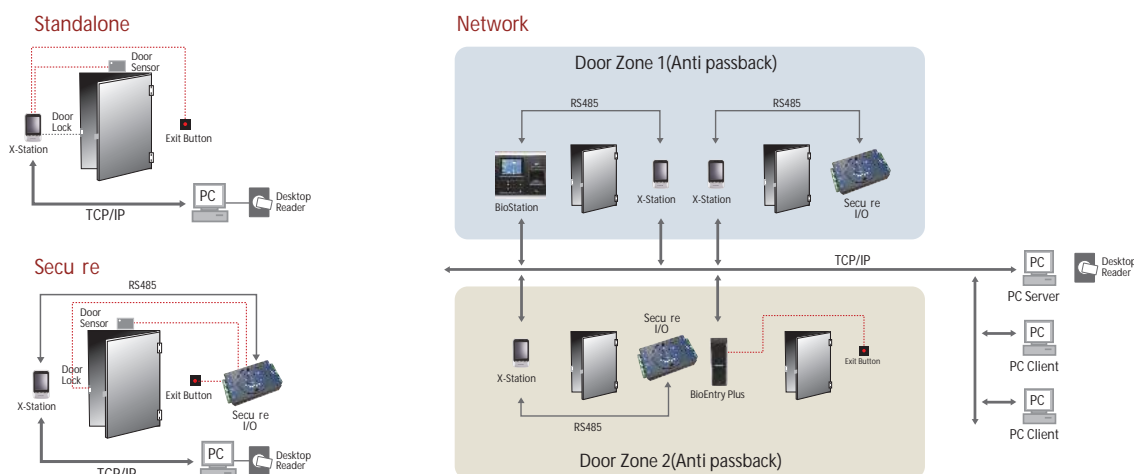 Standalone
Door
Sensor
Door
Lock
X-Station
Exit Button
PC
Desktop
Reader
TCP/IP
Secu re
RS485
Door
Sensor
Door
Lock
X-Station
Exit Button
Secu re
I/O
PC
Desktop
Reader
TCP/IP
Network
Door Zone 1(Anti passback)
RS485
RS485
BioStation
X-Station
X-Station
Secu re
I/O
TCP/IP
PC
Desktop
Reader
PC Server
Secu re
I/O
X-Station
BioEntry Plus
Exit Button
RS485
Door Zone 2(Anti passback)
PC
PC Client
PC
PC Client